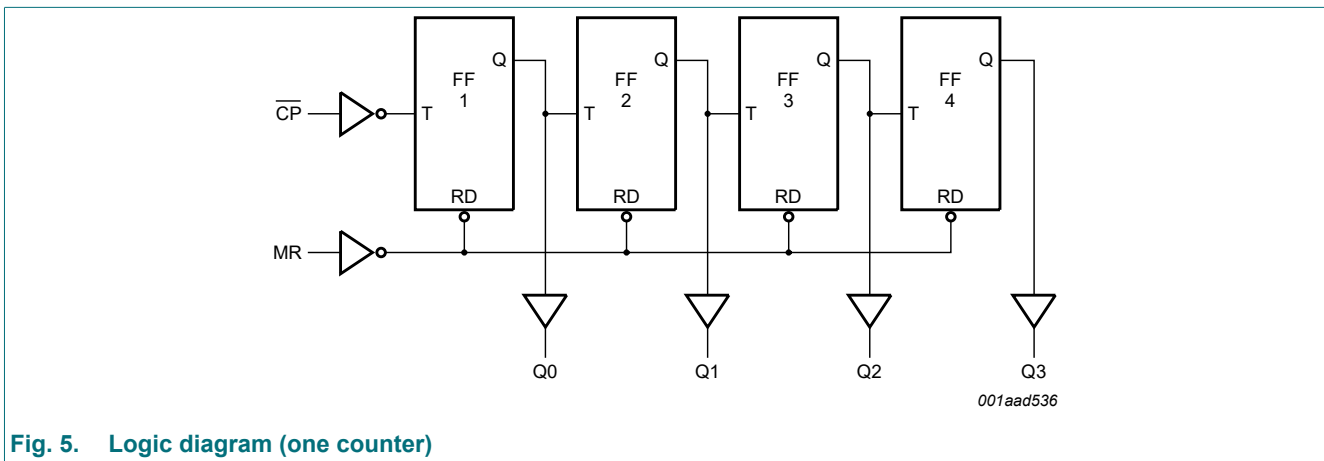 Q Q Q Q
FF FF FF FF
1 2 3 4
C̅P̅ T T T T
RD RD RD RD
MR
Q0 Q1 Q2 Q3
001aad536
Fig. 5. Logic diagram (one counter)